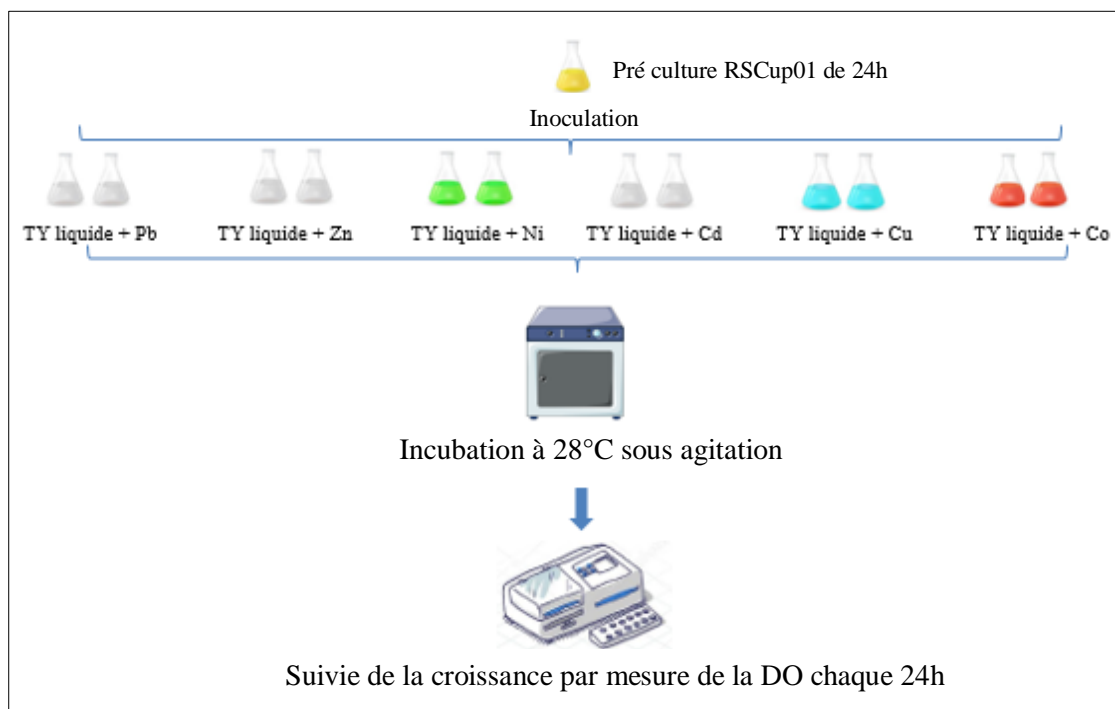 Pré culture RSCup01 de 24h
Inoculation
TY liquide + Pb TY liquide + Zn TY liquide + Ni TY liquide + Cd TY liquide + Cu TY liquide + Co
Incubation à 28°C sous agitation
Suivie de la croissance par mesure de la DO chaque 24h